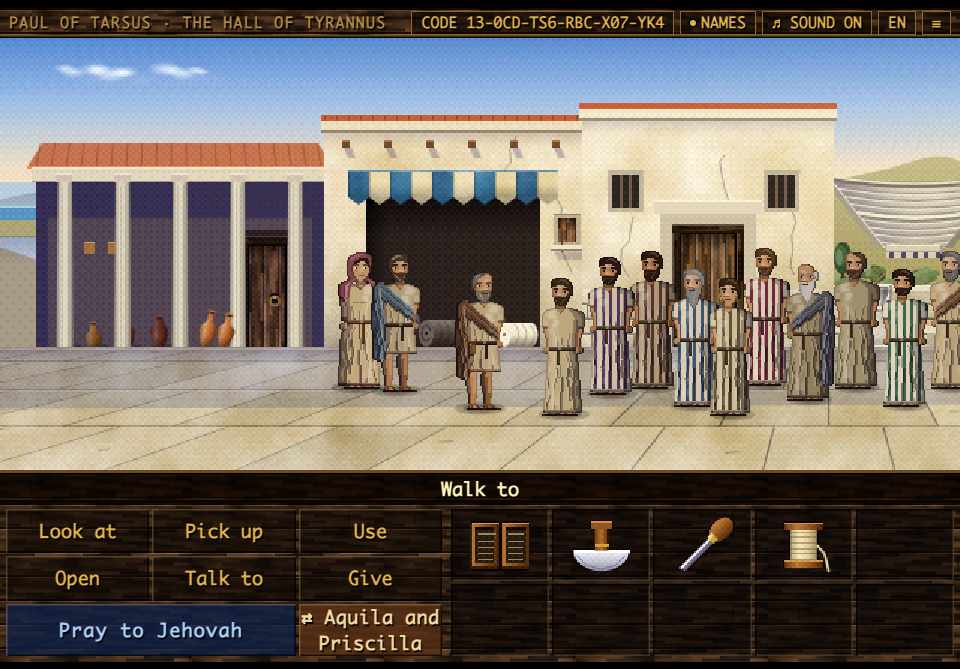 PAUL OF TARSUS · THE HALL OF TYRANNUS
CODE 13-0CD-TS6-RBC-X07-YK4
• NAMES
♬ SOUND ON
EN
≡
Walk to
Look at
Pick up
Use
Open
Talk to
Give
Pray to Jehovah
⇄ Aquila and
Priscilla